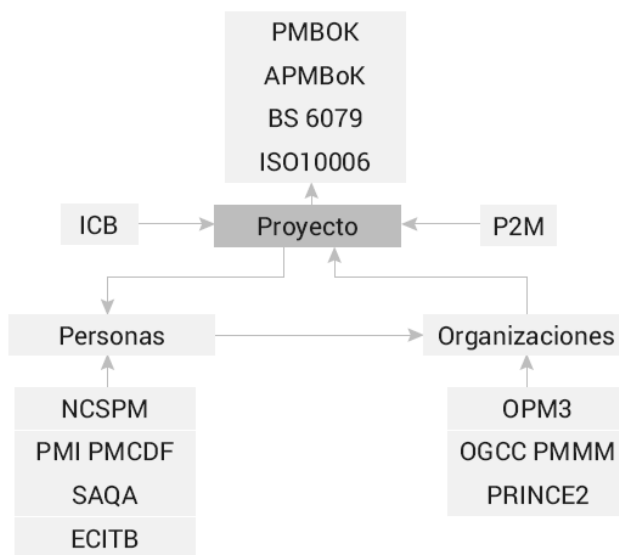 PMBOK
APMBoK
BS 6079
ISO10006
ICB
Proyecto
P2M
Personas
Organizaciones
NCSPM
PMI PMCDF
SAQA
ECITB
OPM3
OGCC PMMM
PRINCE2